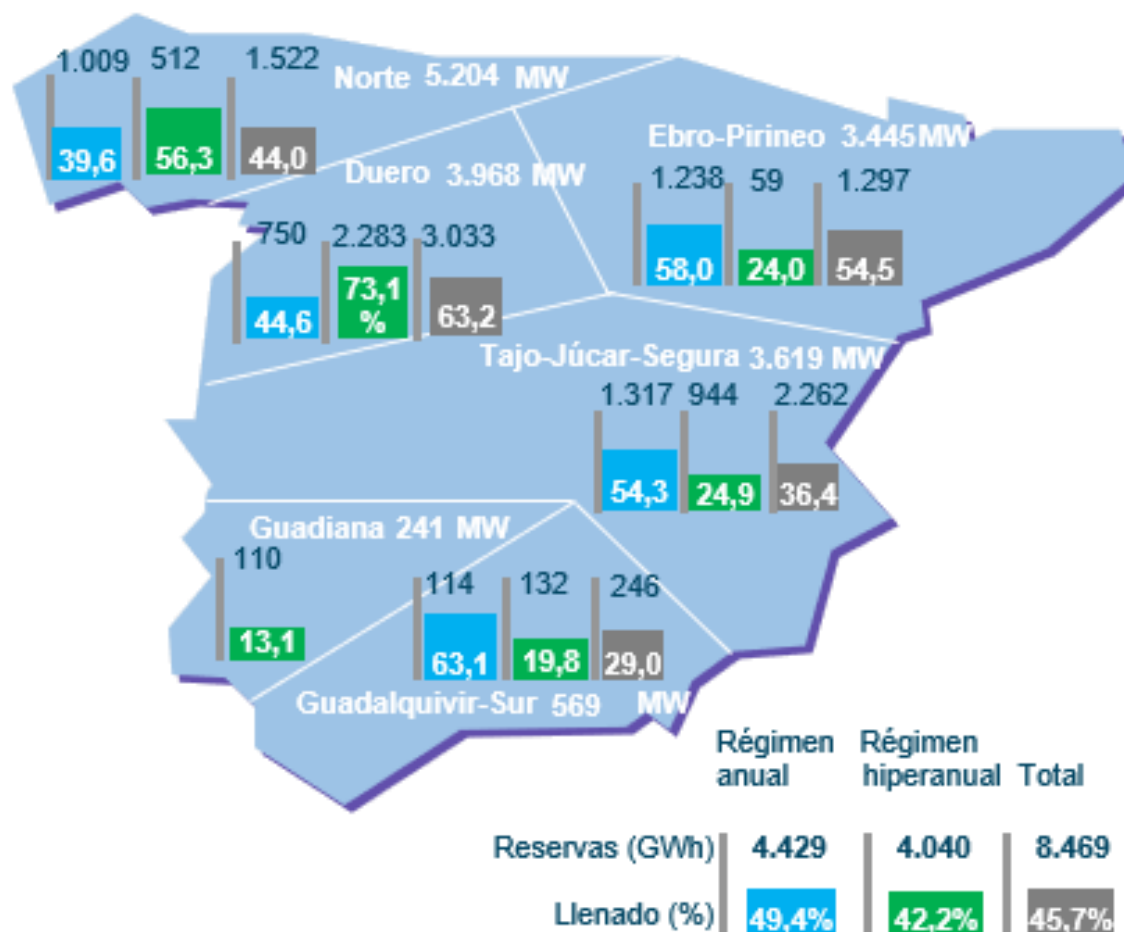 1.009 512 1.522
Norte 5.204 MW
39,6 56,3 44,0
Ebro-Pirineo 3.445 MW
1.238 59 1.297
58,0 24,0 54,5
Duero 3.968 MW
750 2.283 3.033
44,6 73,1 % 63,2
Tajo-Júcar-Segura 3.619 MW
1.317 944 2.262
54,3 24,9 36,4
Guadiana 241 MW
110
13,1
114 132 246
63,1 19,8 29,0
Guadalquivir-Sur 569 MW
Régimen anual Régimen hiperanual Total
Reservas (GWh) 4.429 4.040 8.469
Llenado (%) 49,4% 42,2% 45,7%